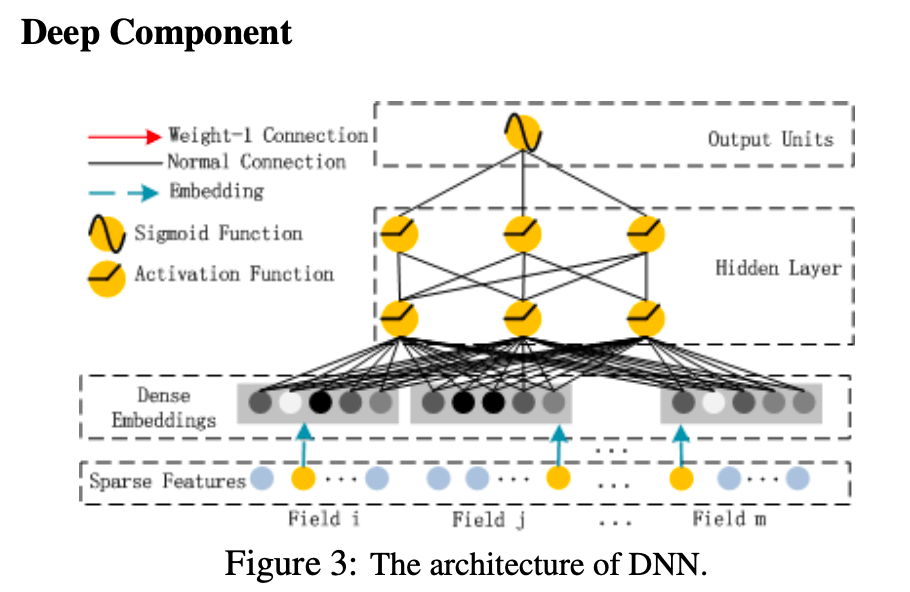 Deep Component
Weight-1 Connection
Normal Connection
Embedding
Sigmoid Function
Activation Function
Output Units
Hidden Layer
Dense
Embeddings
...
Sparse Features ... ... ... ...
Field i Field j ... Field m
Figure 3: The architecture of DNN.